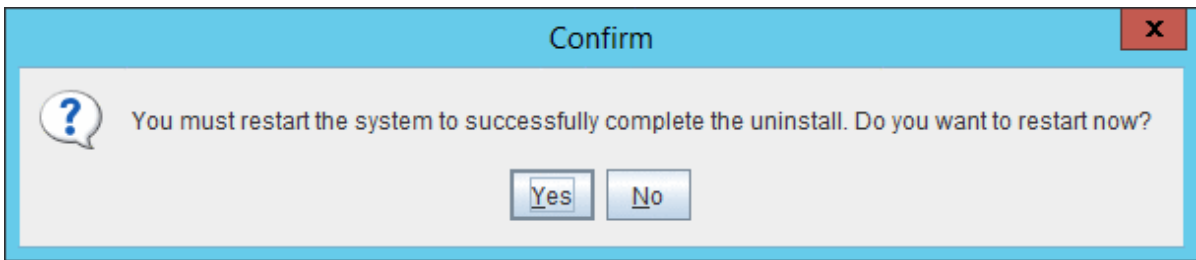 Confirm
x
?
You must restart the system to successfully complete the uninstall. Do you want to restart now?
Yes
No